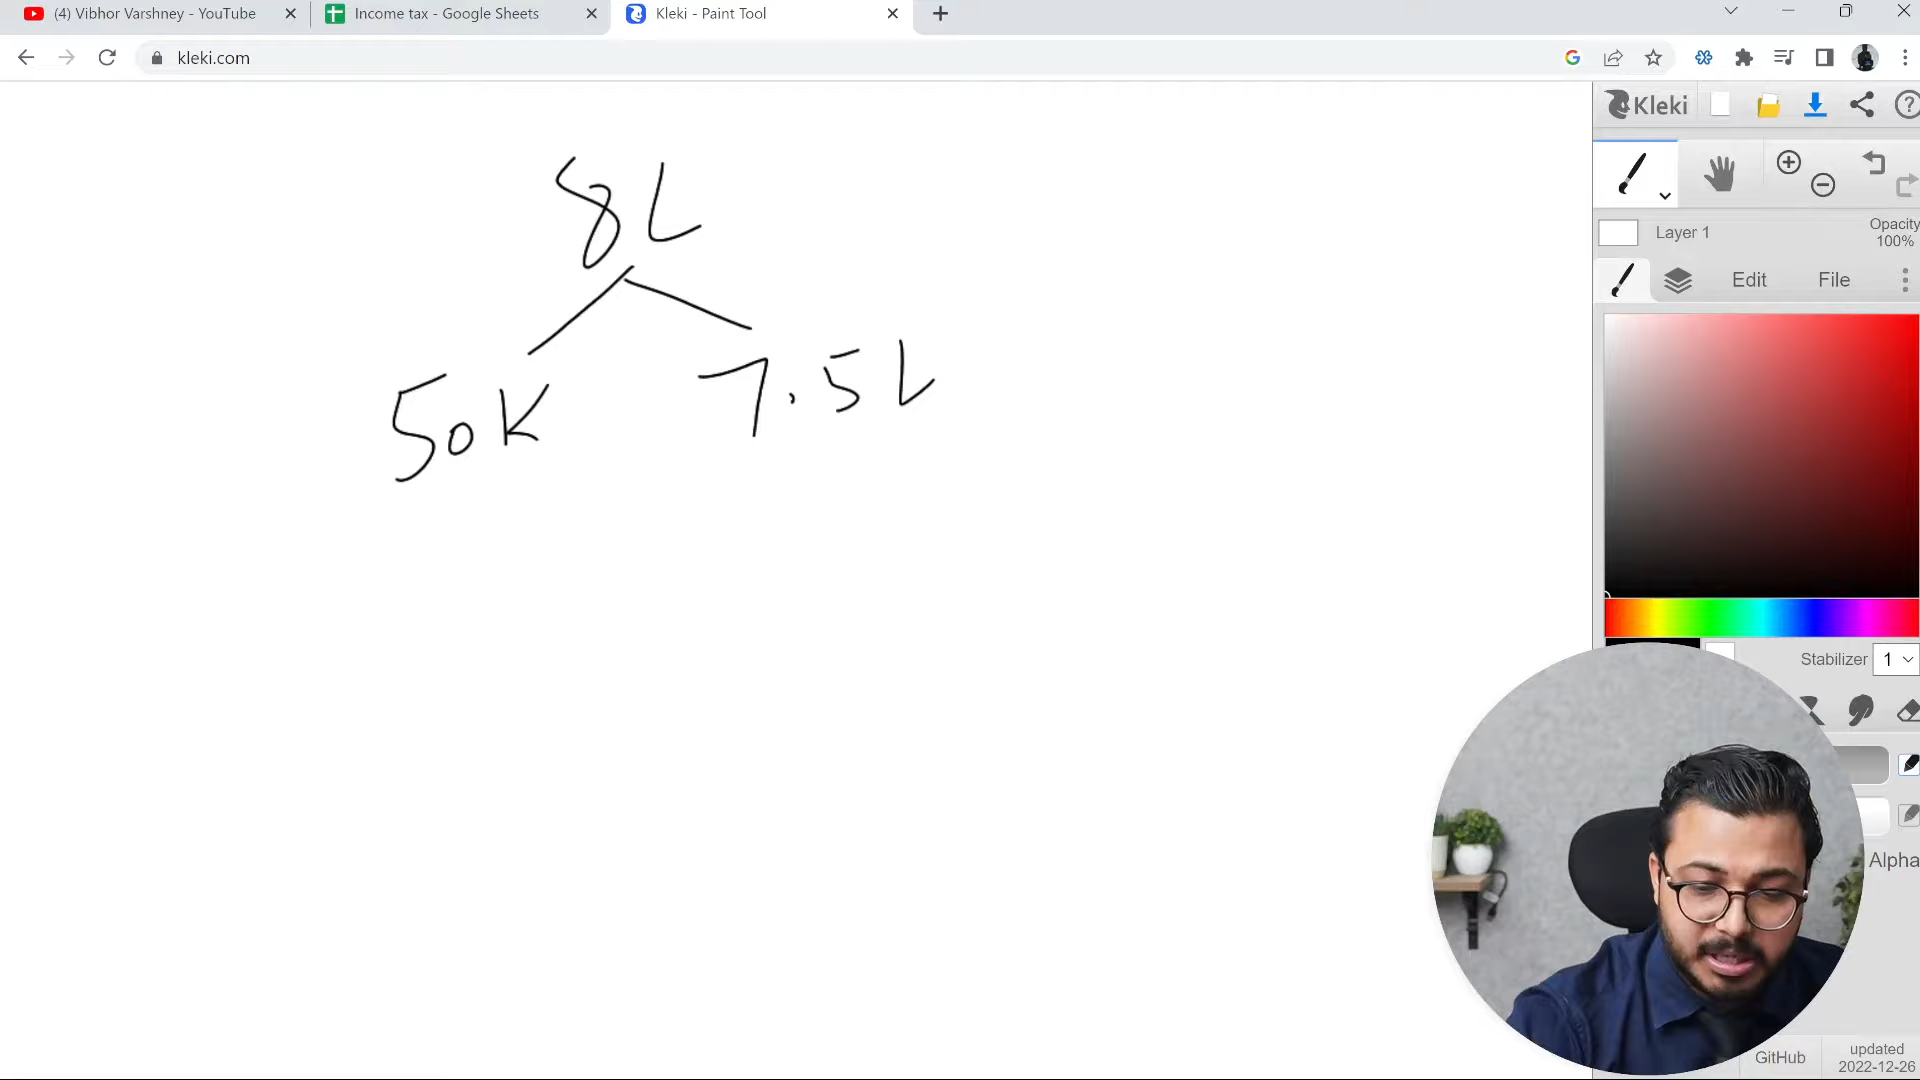 (4) Vibhor Varshney - YouTube
Income tax - Google Sheets
Kleki - Paint Tool
kleki.com
Kleki
8L
50K 7.5L
Layer 1
Opacity
100%
Edit File
Stabilizer 1
Alpha
GitHub
updated
2022-12-26